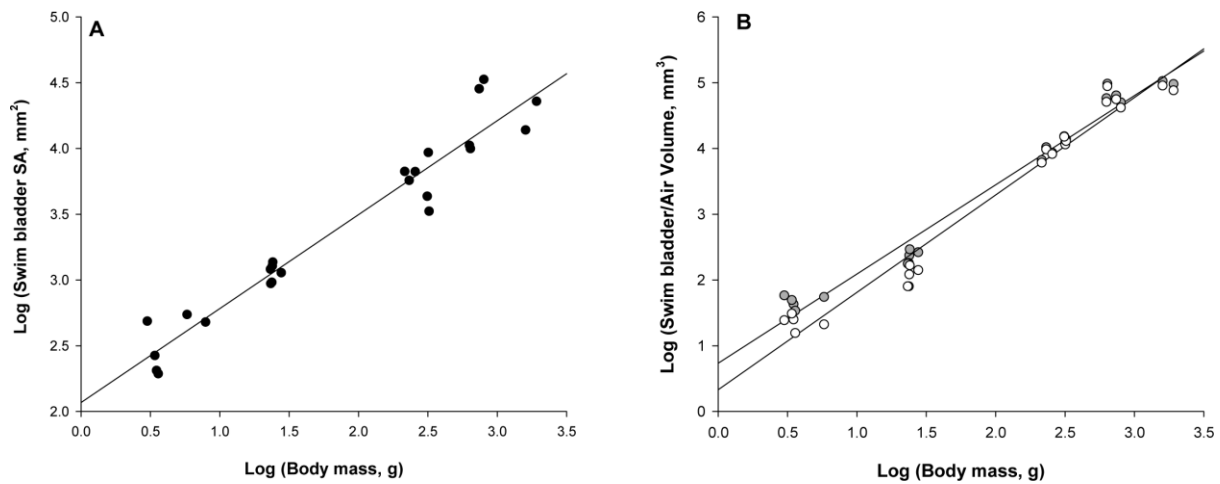 A
Log (Swim bladder SA, mm²)
5.0
4.5
4.0
3.5
3.0
2.5
2.0
0.0 0.5 1.0 1.5 2.0 2.5 3.0 3.5
Log (Body mass, g)
B
Log (Swim bladder/Air Volume, mm³)
6
5
4
3
2
1
0
0.0 0.5 1.0 1.5 2.0 2.5 3.0 3.5
Log (Body mass, g)